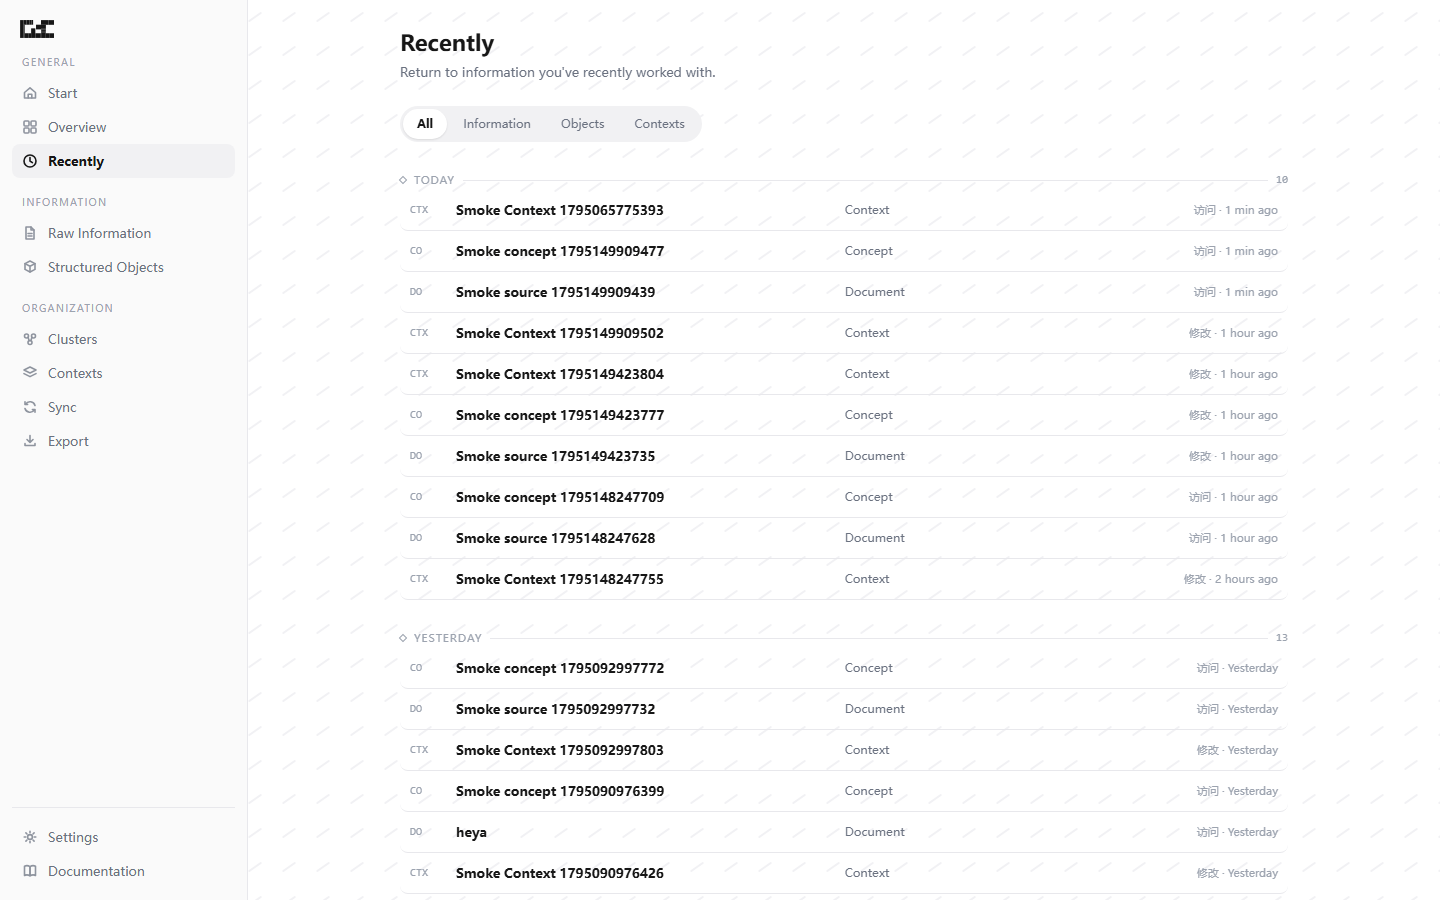 GENERAL
Start
Overview
Recently
INFORMATION
Raw Information
Structured Objects
ORGANIZATION
Clusters
Contexts
Sync
Export
Settings
Documentation
Recently
Return to information you've recently worked with.
All Information Objects Contexts
TODAY 10
CTX Smoke Context 1795065775393 Context 访问 · 1 min ago
CO Smoke concept 1795149909477 Concept 访问 · 1 min ago
DO Smoke source 1795149909439 Document 访问 · 1 min ago
CTX Smoke Context 1795149909502 Context 修改 · 1 hour ago
CTX Smoke Context 1795149423804 Context 修改 · 1 hour ago
CO Smoke concept 1795149423777 Concept 修改 · 1 hour ago
DO Smoke source 1795149423735 Document 修改 · 1 hour ago
CO Smoke concept 1795148247709 Concept 访问 · 1 hour ago
DO Smoke source 1795148247628 Document 访问 · 1 hour ago
CTX Smoke Context 1795148247755 Context 修改 · 2 hours ago
YESTERDAY 13
CO Smoke concept 1795092997772 Concept 访问 · Yesterday
DO Smoke source 1795092997732 Document 访问 · Yesterday
CTX Smoke Context 1795092997803 Context 修改 · Yesterday
CO Smoke concept 1795090976399 Concept 访问 · Yesterday
DO heya Document 访问 · Yesterday
CTX Smoke Context 1795090976426 Context 修改 · Yesterday